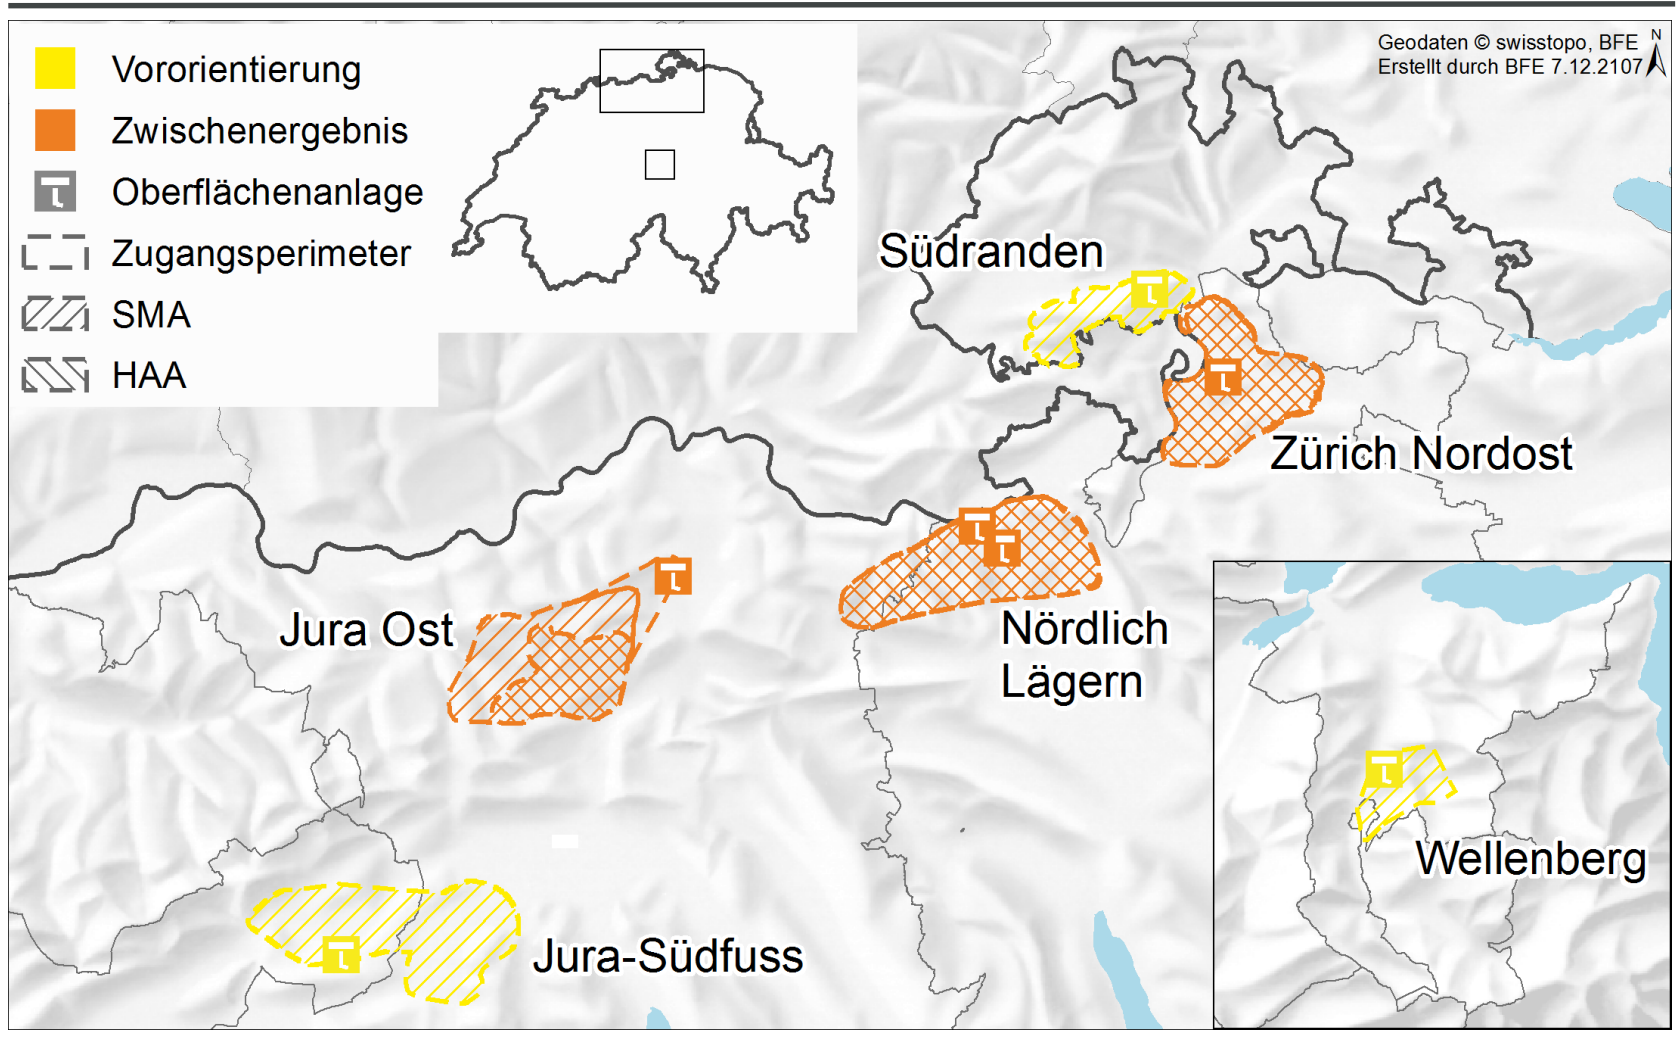 Vororientierung
Zwischenergebnis
Oberflächenanlage
Zugangsperimeter
SMA
HAA
Geodaten © swisstopo, BFE
Erstellt durch BFE 7.12.2107
N
Südranden
Zürich Nordost
Jura Ost
Nördlich
Lägern
Wellenberg
Jura-Südfuss